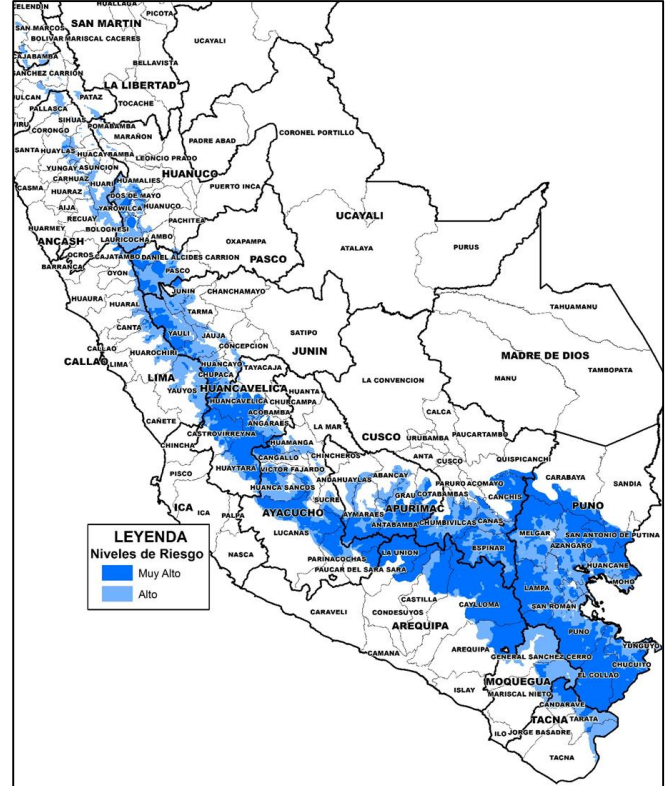 CELENDIN
HUALLAGA
PICOTA
SAN MARCOS
SAN MARTIN
BOLIVAR MARISCAL CACERES
UCAYALI
CAJABAMBA
BELLAVISTA
SANCHEZ CARRIÓN
LA LIBERTAD
PATAZ
TOCACHE
PALLASCA
SIHUAS
POMABAMBA
CORONGO
MARAÑON
CORONEL PORTILLO
SANTA
HUAYLAS
HUACAYBAMBA
LEONCIO PRADO
PADRE ABAD
YUNGAY
ASUNCION
HUANUCO
CARHUAZ
HUARI
HUAMALIES
CASMA
HUARAZ
DOS DE MAYO
PUERTO INCA
AIJA
YAROWILCA
HUANUCO
UCAYALI
RECUAY
PACHITEA
HUARMEY
BOLOGNESI
ANCASH
LAURICOCHA
AMBO
OXAPAMPA
ATALAYA
PURUS
OCROS
CAJATAMBO
DANIEL ALCIDES CARRION
PASCO
BARRANCA
OYON
PASCO
HUAURA
JUNIN
CHANCHAMAYO
HUARAL
TARMA
TAHUAMANU
CANTA
YAULI
JAUJA
SATIPO
CALLAO
CONCEPCION
JUNIN
MADRE DE DIOS
CALLAO
LIMA
HUAROCHIRI
HUANCAYO
TAYACAJA
TAMBOPATA
LIMA
CHUPACA
LA CONVENCION
MANU
YAUYOS
HUANCAVELICA
HUANTA
HUANCAVELICA
CHURCAMPA
ACOBAMBA
CALCA
CAÑETE
ANGARAES
LA MAR
CASTROVIRREYNA
CUSCO
URUBAMBA
PAUCARTAMBO
CHINCHA
HUAMANGA
CANGALLO
CHINCHEROS
ANTA
CUSCO
QUISPICANCHI
PISCO
HUAYTARA
VICTOR FAJARDO
ANDAHUAYLAS
ABANCAY
PARURO
ACOMAYO
CARABAYA
SANDIA
HUANCA SANCOS
GRAU
COTABAMBAS
CANCHIS
ICA
SUCRE
APURIMAC
PUNO
ICA
PALPA
AYACUCHO
AYMARAES
ANTABAMBA
CHUMBIVILCAS
CANAS
LUCANAS
MELGAR
SAN ANTONIO DE PUTINA
AZANGARO
NASCA
PARINACOCHAS
LA UNION
ESPINAR
HUANCANE
PAUCAR DEL SARA SARA
MOHO
CASTILLA
LAMPA
CARAVELI
CONDESUYOS
CAYLLOMA
SAN ROMAN
AREQUIPA
PUNO
CAMANA
AREQUIPA
YUNGUYO
GENERAL SANCHEZ CERRO
CHUCUITO
EL COLLAO
ISLAY
MOQUEGUA
MARISCAL NIETO
CANDARAVE
TACNA
TARATA
ILO
JORGE BASADRE
TACNA
LEYENDA
Niveles de Riesgo
Muy Alto
Alto